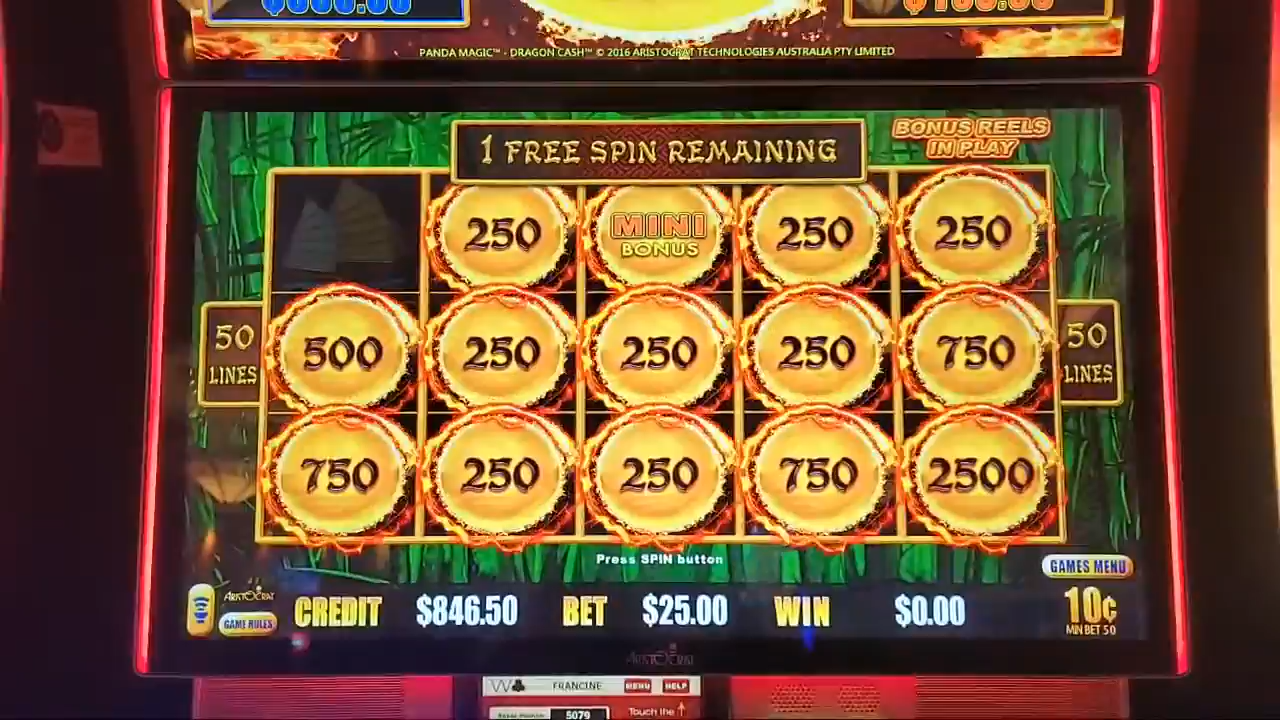 PANDA MAGIC™ - DRAGON CASH™ © 2016 ARISTOCRAT TECHNOLOGIES AUSTRALIA PTY LIMITED
1 FREE SPIN REMAINING
BONUS REELS
IN PLAY
250
MINI
BONUS
250
250
50
LINES
500
250
250
250
750
50
LINES
750
250
250
750
2500
Press SPIN button
GAMES MENU
ARISTOCRAT
GAME RULES
CREDIT $846.50 BET $25.00 WIN $0.00
10¢
MIN BET 50
ARISTOCRAT
FRANCINE MENU HELP
5079
Touch the